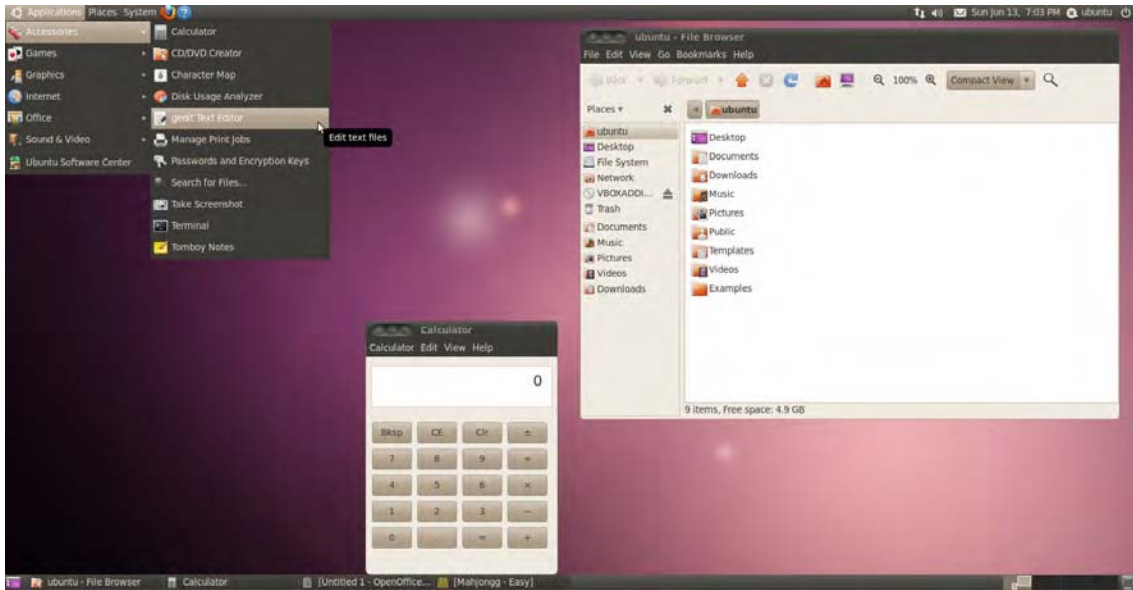 Applications Places System
Sun Jun 13, 7:03 PM ubuntu
Accessories
Games
Graphics
Internet
Office
Sound & Video
Ubuntu Software Center
Calculator
CD/DVD Creator
Character Map
Disk Usage Analyzer
gedit Text Editor
Manage Print Jobs
Passwords and Encryption Keys
Search for Files...
Take Screenshot
Terminal
Tomboy Notes
Edit text files
ubuntu - File Browser
File Edit View Go Bookmarks Help
Back Forward 100% Compact View
Places
ubuntu
ubuntu
Desktop
File System
Network
VBOXADDI...
Trash
Documents
Music
Pictures
Videos
Downloads
Desktop
Documents
Downloads
Music
Pictures
Public
Templates
Videos
Examples
9 items, Free space: 4.9 GB
Calculator
Calculator Edit View Help
0
Bksp CE Clr ±
7 8 9 ÷
4 5 6 ×
1 2 3 −
0 . = +
ubuntu - File Browser
Calculator
[Untitled 1 - OpenOffice...
[Mahjongg - Easy]